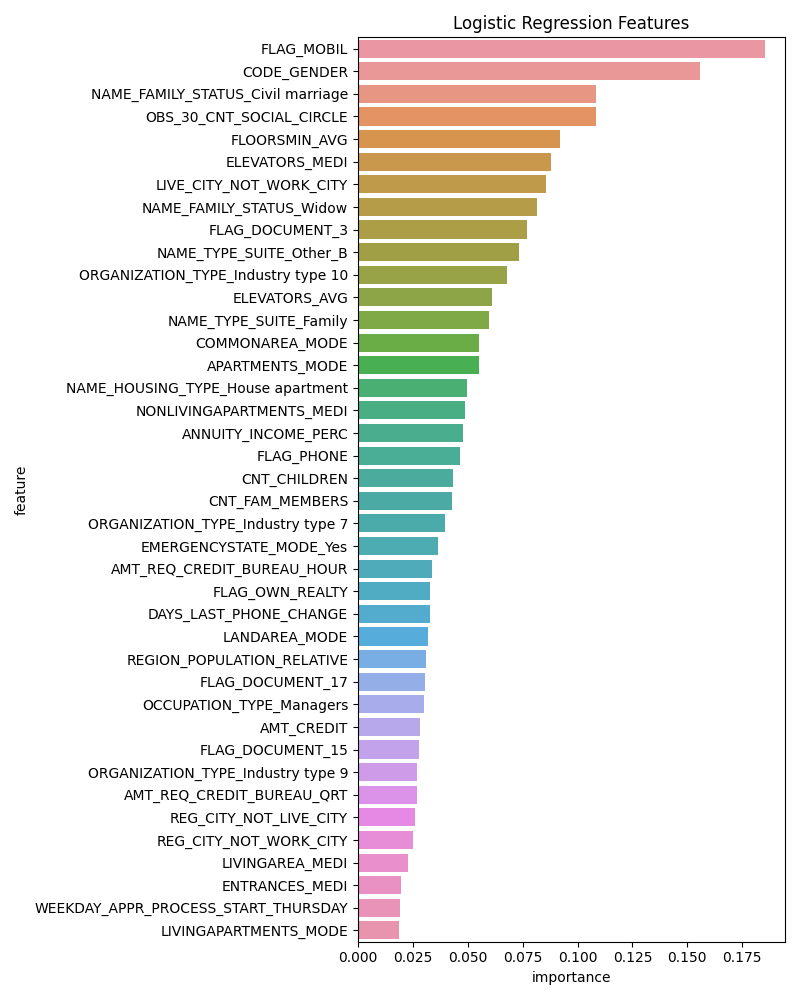 Logistic Regression Features
FLAG_MOBIL
CODE_GENDER
NAME_FAMILY_STATUS_Civil marriage
OBS_30_CNT_SOCIAL_CIRCLE
FLOORSMIN_AVG
ELEVATORS_MEDI
LIVE_CITY_NOT_WORK_CITY
NAME_FAMILY_STATUS_Widow
FLAG_DOCUMENT_3
NAME_TYPE_SUITE_Other_B
ORGANIZATION_TYPE_Industry type 10
ELEVATORS_AVG
NAME_TYPE_SUITE_Family
COMMONAREA_MODE
APARTMENTS_MODE
NAME_HOUSING_TYPE_House apartment
NONLIVINGAPARTMENTS_MEDI
ANNUITY_INCOME_PERC
FLAG_PHONE
CNT_CHILDREN
CNT_FAM_MEMBERS
ORGANIZATION_TYPE_Industry type 7
EMERGENCYSTATE_MODE_Yes
AMT_REQ_CREDIT_BUREAU_HOUR
FLAG_OWN_REALTY
DAYS_LAST_PHONE_CHANGE
LANDAREA_MODE
REGION_POPULATION_RELATIVE
FLAG_DOCUMENT_17
OCCUPATION_TYPE_Managers
AMT_CREDIT
FLAG_DOCUMENT_15
ORGANIZATION_TYPE_Industry type 9
AMT_REQ_CREDIT_BUREAU_QRT
REG_CITY_NOT_LIVE_CITY
REG_CITY_NOT_WORK_CITY
LIVINGAREA_MEDI
ENTRANCES_MEDI
WEEKDAY_APPR_PROCESS_START_THURSDAY
LIVINGAPARTMENTS_MODE
feature
0.000 0.025 0.050 0.075 0.100 0.125 0.150 0.175
importance